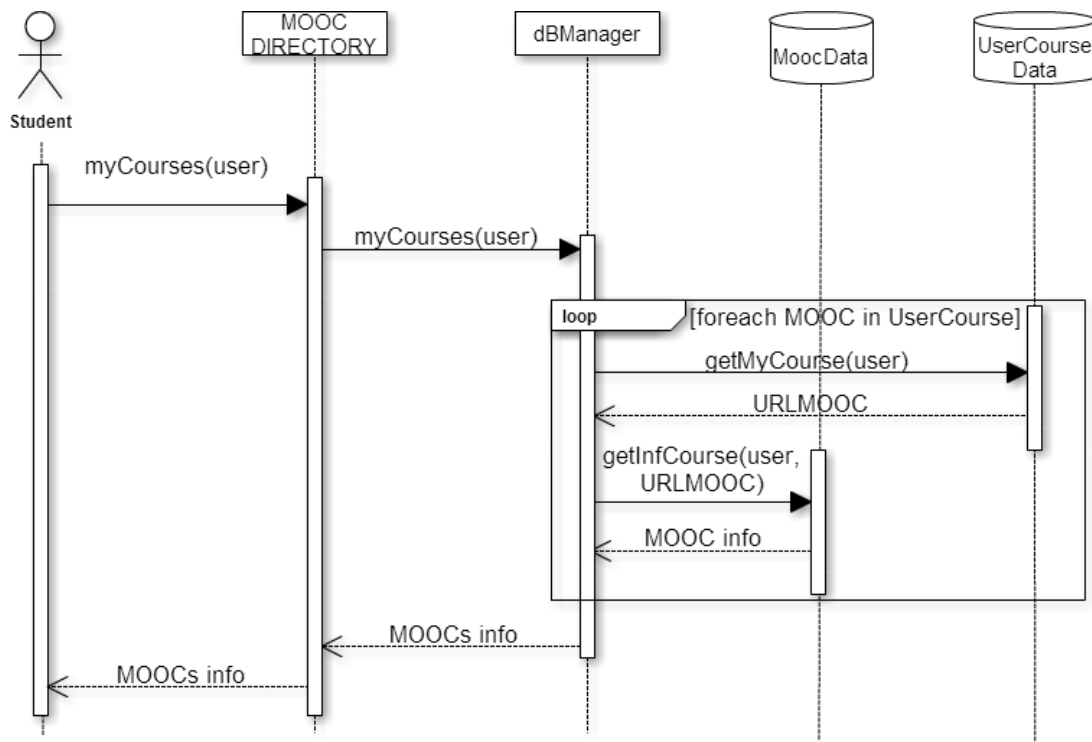 MOOC
DIRECTORY
dBManager
MoocData
UserCourse
Data
Student
myCourses(user)
myCourses(user)
loop
[foreach MOOC in UserCourse]
getMyCourse(user)
URLMOOC
getInfCourse(user,
URLMOOC)
MOOC info
MOOCs info
MOOCs info